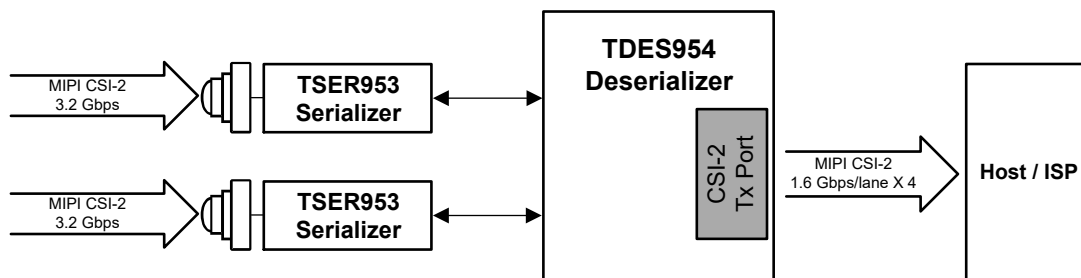 MIPI CSI-2
3.2 Gbps
TSER953
Serializer
MIPI CSI-2
3.2 Gbps
TSER953
Serializer
TDES954
Deserializer
CSI-2
Tx Port
MIPI CSI-2
1.6 Gbps/lane X 4
Host / ISP